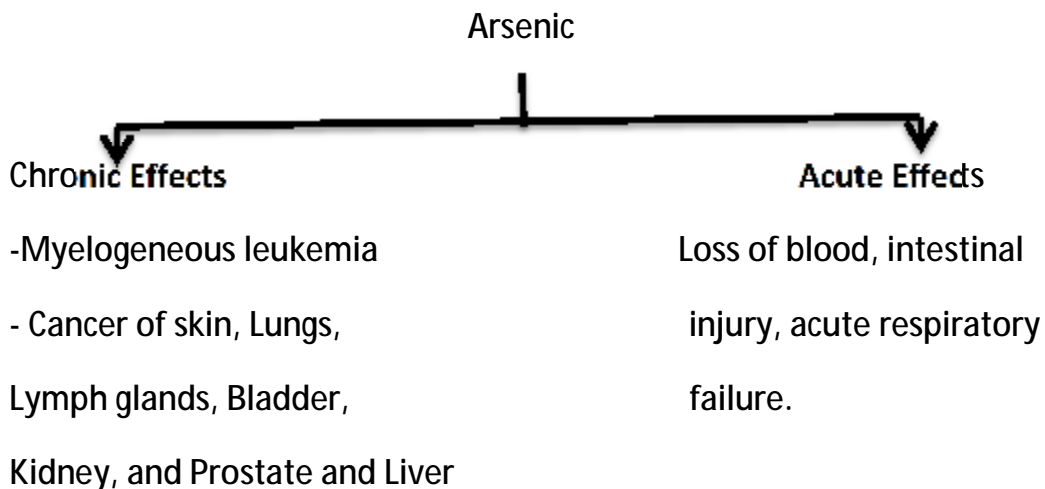 Arsenic
Chronic Effects
-Myelogeneous leukemia
- Cancer of skin, Lungs,
Lymph glands, Bladder,
Kidney, and Prostate and Liver
Acute Effects
Loss of blood, intestinal
injury, acute respiratory
failure.